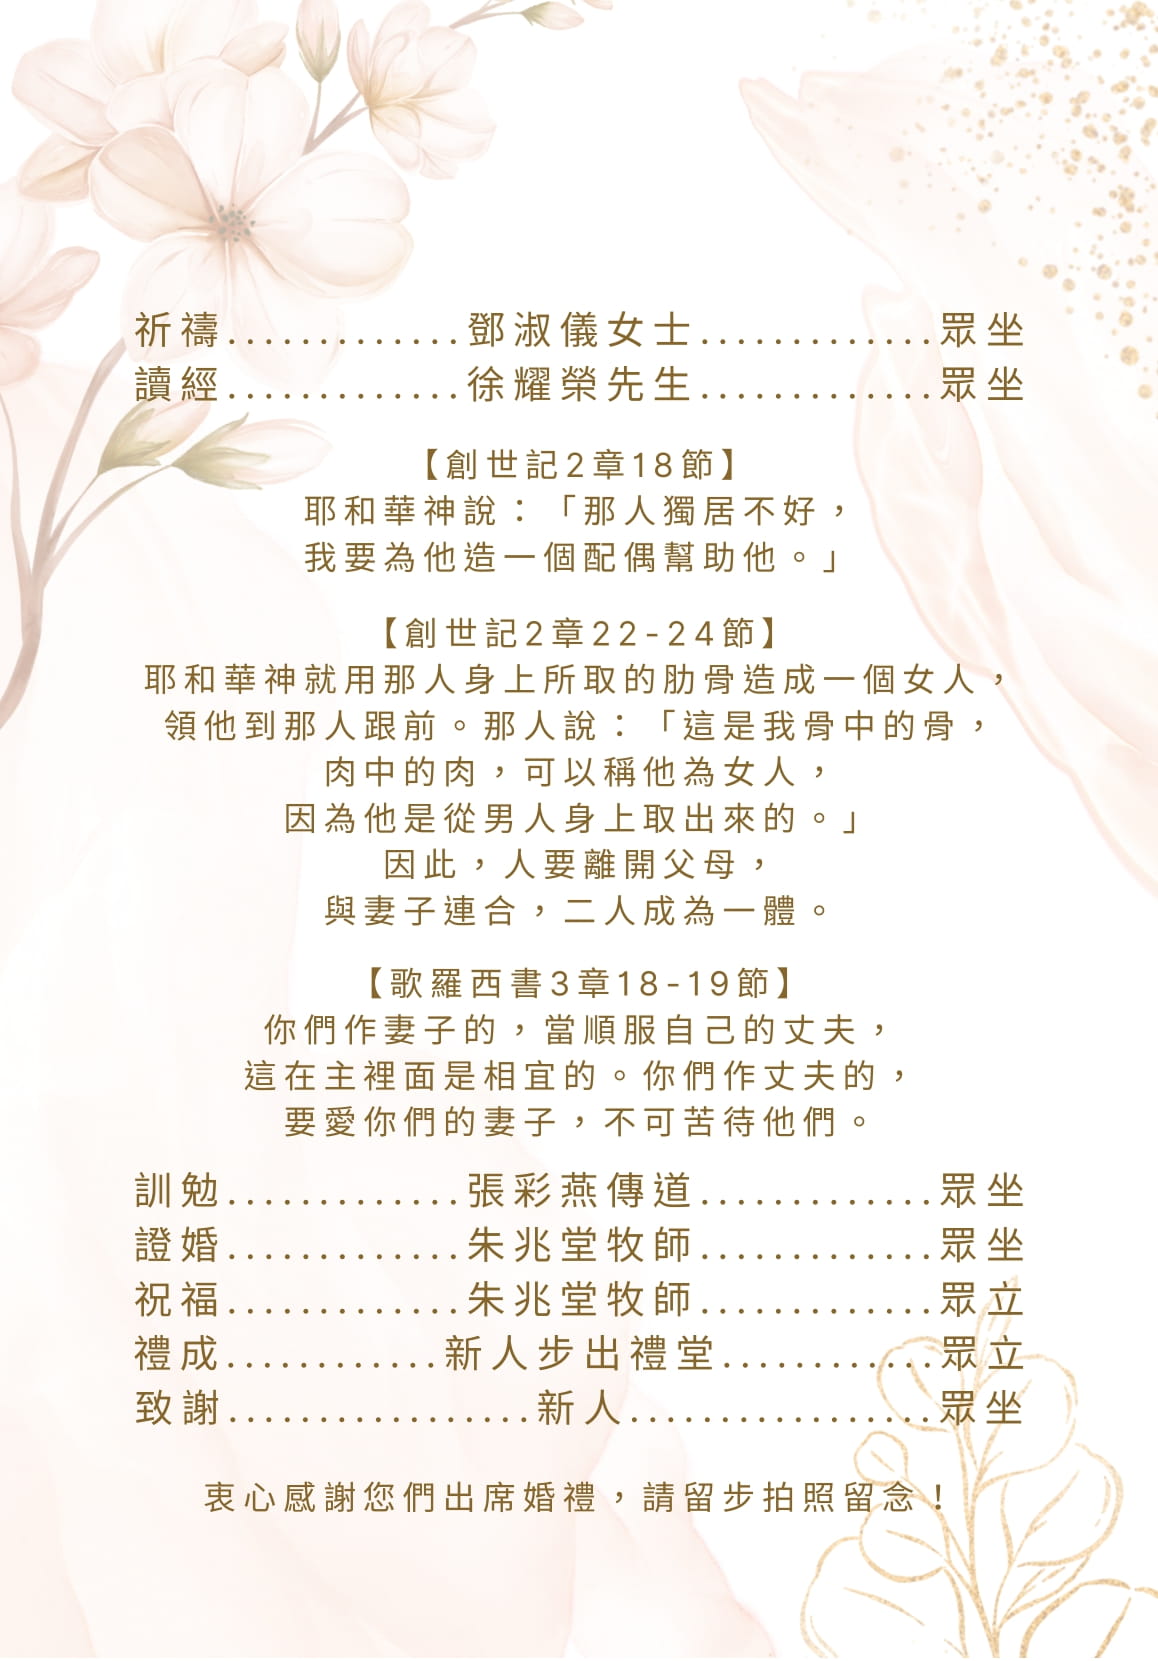 祈禱.............鄧淑儀女士.............眾坐
讀經.............徐耀榮先生.............眾坐
【創世記2章18節】
耶和華神說：「那人獨居不好，
我要為他造一個配偶幫助他。」
【創世記2章22-24節】
耶和華神就用那人身上所取的肋骨造成一個女人，
領他到那人跟前。那人說：「這是我骨中的骨，
肉中的肉，可以稱他為女人，
因為他是從男人身上取出來的。」
因此，人要離開父母，
與妻子連合，二人成為一體。
【歌羅西書3章18-19節】
你們作妻子的，當順服自己的丈夫，
這在主裡面是相宜的。你們作丈夫的，
要愛你們的妻子，不可苦待他們。
訓勉.............張彩燕傳道.............眾坐
證婚.............朱兆堂牧師.............眾坐
祝福.............朱兆堂牧師.............眾立
禮成............新人步出禮堂............眾立
致謝.................新人.................眾坐
衷心感謝您們出席婚禮，請留步拍照留念！